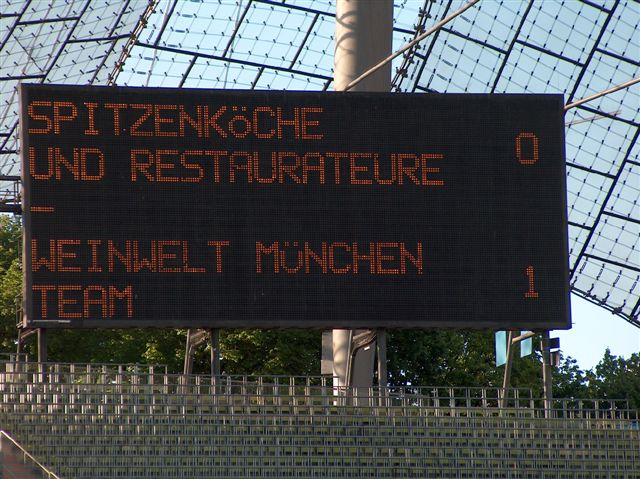 SPITZENKöCHE 0
UND RESTAURATEURE
–
WEINWELT MüNCHEN
TEAM 1